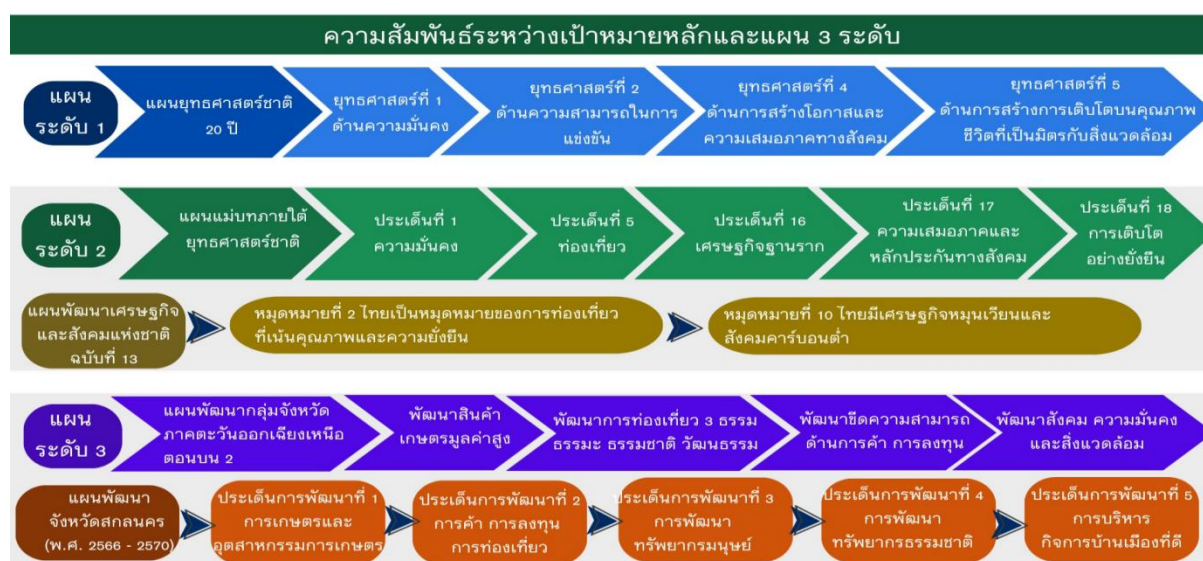 ความสัมพันธ์ระหว่างเป้าหมายหลักและแผน 3 ระดับ
แผน
ระดับ 1
แผนยุทธศาสตร์ชาติ
20 ปี
ยุทธศาสตร์ที่ 1
ด้านความมั่นคง
ยุทธศาสตร์ที่ 2
ด้านความสามารถในการ
แข่งขัน
ยุทธศาสตร์ที่ 4
ด้านการสร้างโอกาสและ
ความเสมอภาคทางสังคม
ยุทธศาสตร์ที่ 5
ด้านการสร้างการเติบโตบนคุณภาพ
ชีวิตที่เป็นมิตรกับสิ่งแวดล้อม
แผน
ระดับ 2
แผนแม่บทภายใต้
ยุทธศาสตร์ชาติ
ประเด็นที่ 1
ความมั่นคง
ประเด็นที่ 5
ท่องเที่ยว
ประเด็นที่ 16
เศรษฐกิจฐานราก
ประเด็นที่ 17
ความเสมอภาคและ
หลักประกันทางสังคม
ประเด็นที่ 18
การเติบโต
อย่างยั่งยืน
แผนพัฒนาเศรษฐกิจ
และสังคมแห่งชาติ
ฉบับที่ 13
หมุดหมายที่ 2 ไทยเป็นหมุดหมายของการท่องเที่ยว
ที่เน้นคุณภาพและความยั่งยืน
หมุดหมายที่ 10 ไทยมีเศรษฐกิจหมุนเวียนและ
สังคมคาร์บอนต่ำ
แผน
ระดับ 3
แผนพัฒนากลุ่มจังหวัด
ภาคตะวันออกเฉียงเหนือ
ตอนบน 2
พัฒนาสินค้า
เกษตรมูลค่าสูง
พัฒนาการท่องเที่ยว 3 ธรรม
ธรรมะ ธรรมชาติ วัฒนธรรม
พัฒนาขีดความสามารถ
ด้านการค้า การลงทุน
พัฒนาสังคม ความมั่นคง
และสิ่งแวดล้อม
แผนพัฒนา
จังหวัดสกลนคร
(พ.ศ. 2566 - 2570)
ประเด็นการพัฒนาที่ 1
การเกษตรและ
อุตสาหกรรมการเกษตร
ประเด็นการพัฒนาที่ 2
การค้า การลงทุน
การท่องเที่ยว
ประเด็นการพัฒนาที่ 3
การพัฒนา
ทรัพยากรมนุษย์
ประเด็นการพัฒนาที่ 4
การพัฒนา
ทรัพยากรธรรมชาติ
ประเด็นการพัฒนาที่ 5
การบริหาร
กิจการบ้านเมืองที่ดี